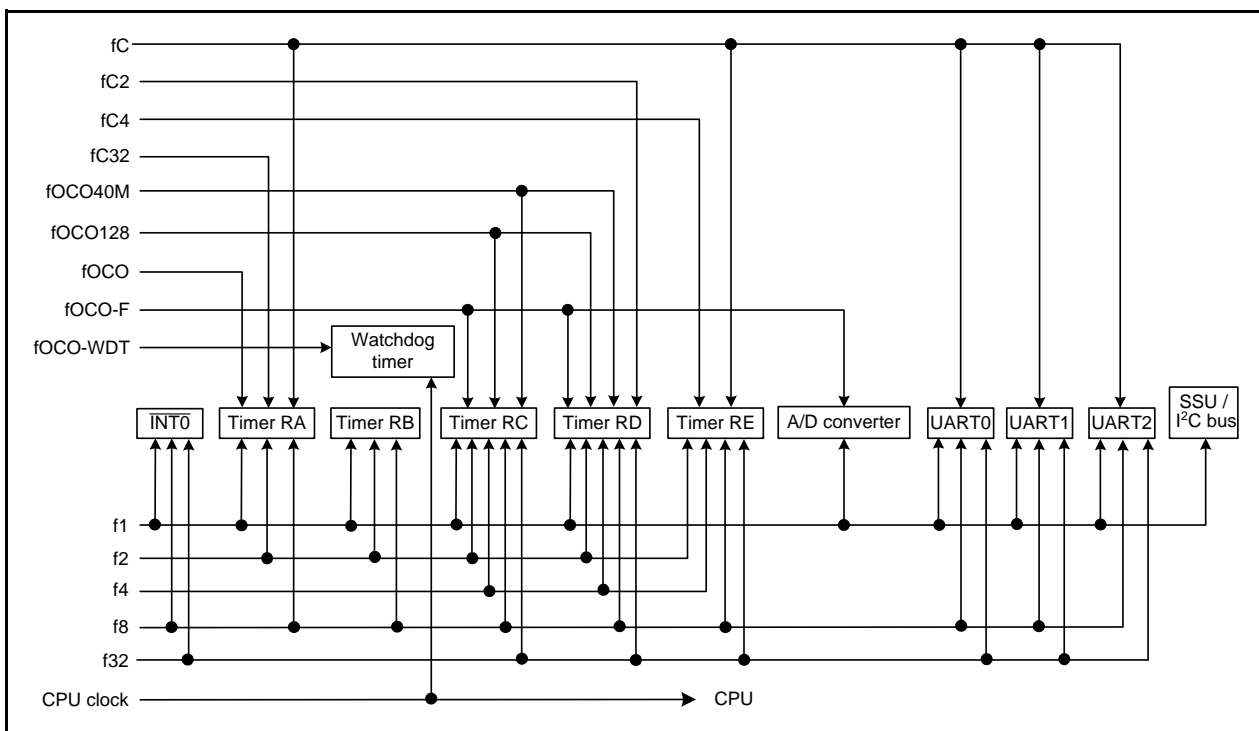 fC
fC2
fC4
fC32
fOCO40M
fOCO128
fOCO
fOCO-F
fOCO-WDT
Watchdog
timer
INT0
Timer RA
Timer RB
Timer RC
Timer RD
Timer RE
A/D converter
UART0
UART1
UART2
SSU /
I²C bus
f1
f2
f4
f8
f32
CPU clock
CPU